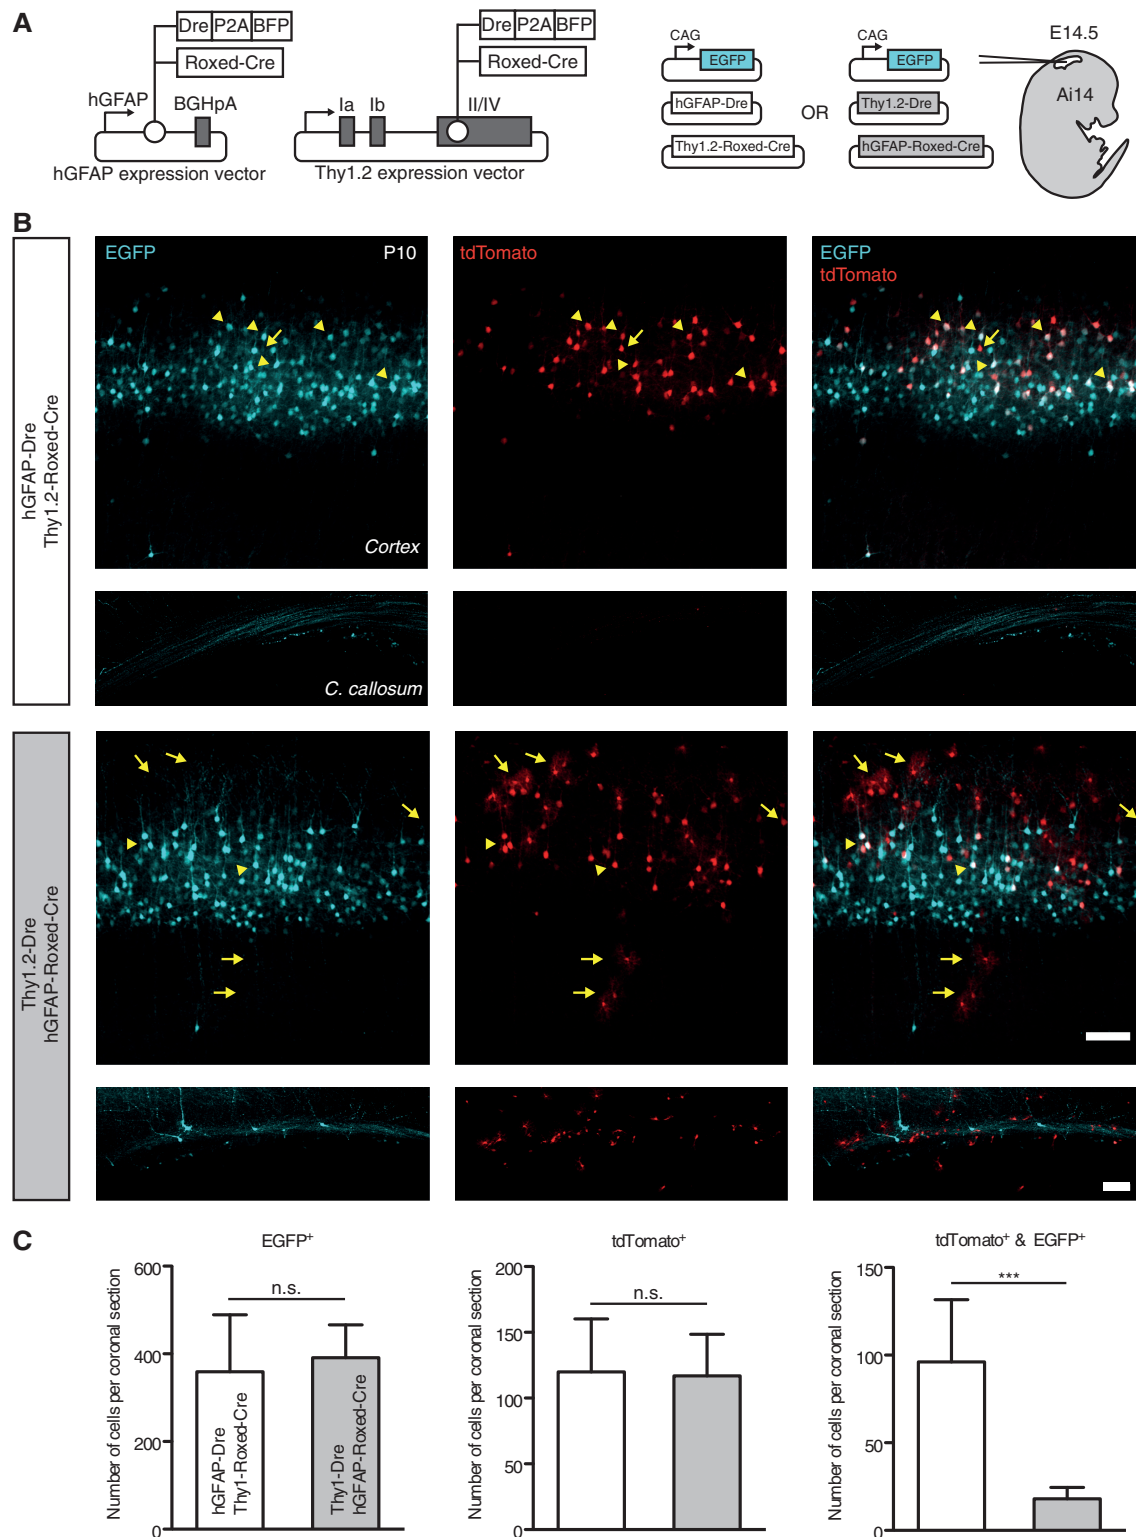 A
Dre P2A BFP
Roxed-Cre
hGFAP
BGHpA
hGFAP expression vector
Dre P2A BFP
Roxed-Cre
Ia Ib II/IV
Thy1.2 expression vector
CAG
EGFP
hGFAP-Dre
Thy1.2-Roxed-Cre
OR
CAG
EGFP
Thy1.2-Dre
hGFAP-Roxed-Cre
E14.5
Ai14
B
hGFAP-Dre
Thy1.2-Roxed-Cre
EGFP P10
tdTomato
EGFP
tdTomato
Cortex
C. callosum
Thy1.2-Dre
hGFAP-Roxed-Cre
C
EGFP+
Number of cells per coronal section
600
400
200
0
n.s.
hGFAP-Dre
Thy1-Roxed-Cre
Thy1-Dre
hGFAP-Roxed-Cre
tdTomato+
Number of cells per coronal section
200
150
100
50
0
n.s.
tdTomato+ & EGFP+
Number of cells per coronal section
150
100
50
0
***